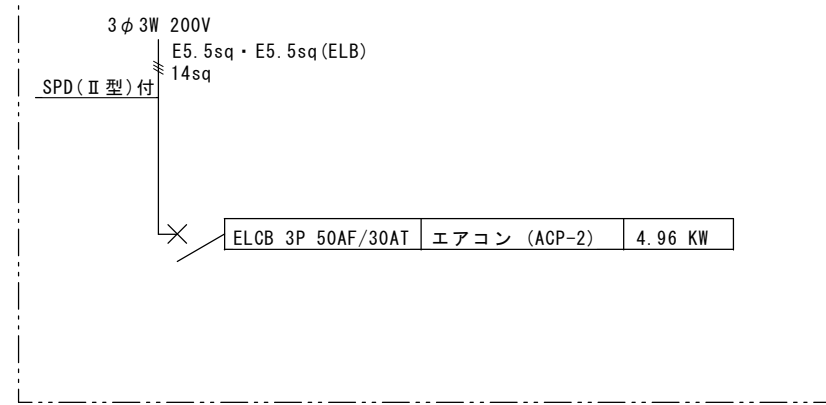 3φ3W 200V
E5.5sq・E5.5sq(ELB)
14sq
SPD(Ⅱ型)付
ELCB 3P 50AF/30AT エアコン (ACP-2) 4.96 KW